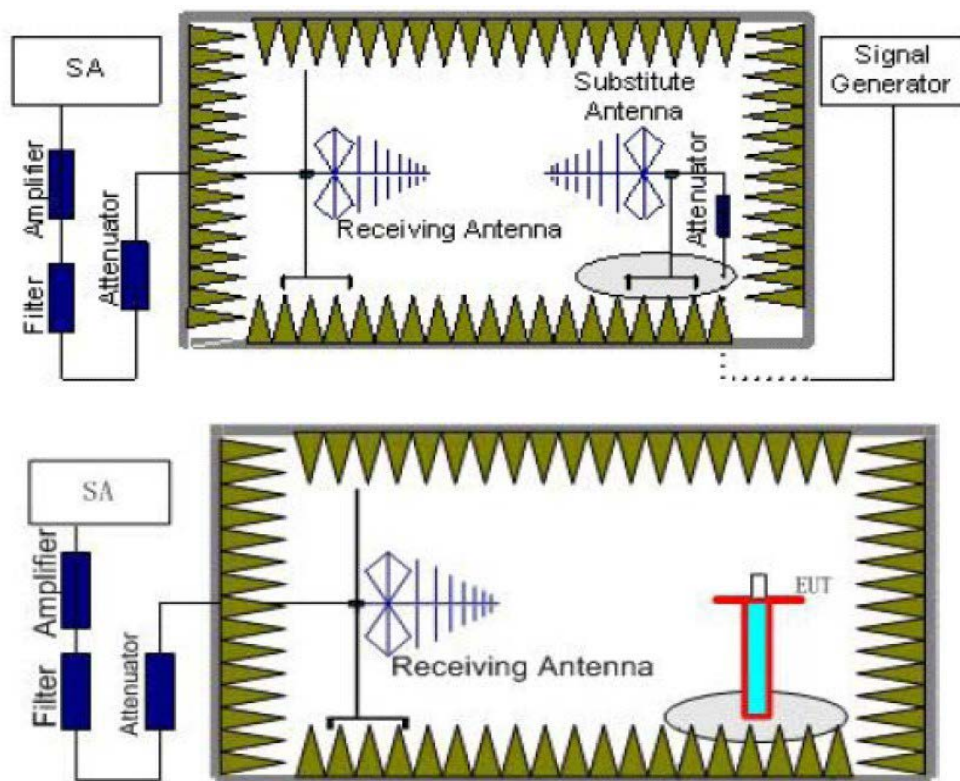 SA
Signal
Generator
Substitute
Antenna
Amplifier
Attenuator
Receiving Antenna
Attenuator
Filter
SA
Amplifier
EUT
Receiving Antenna
Filter
Attenuator